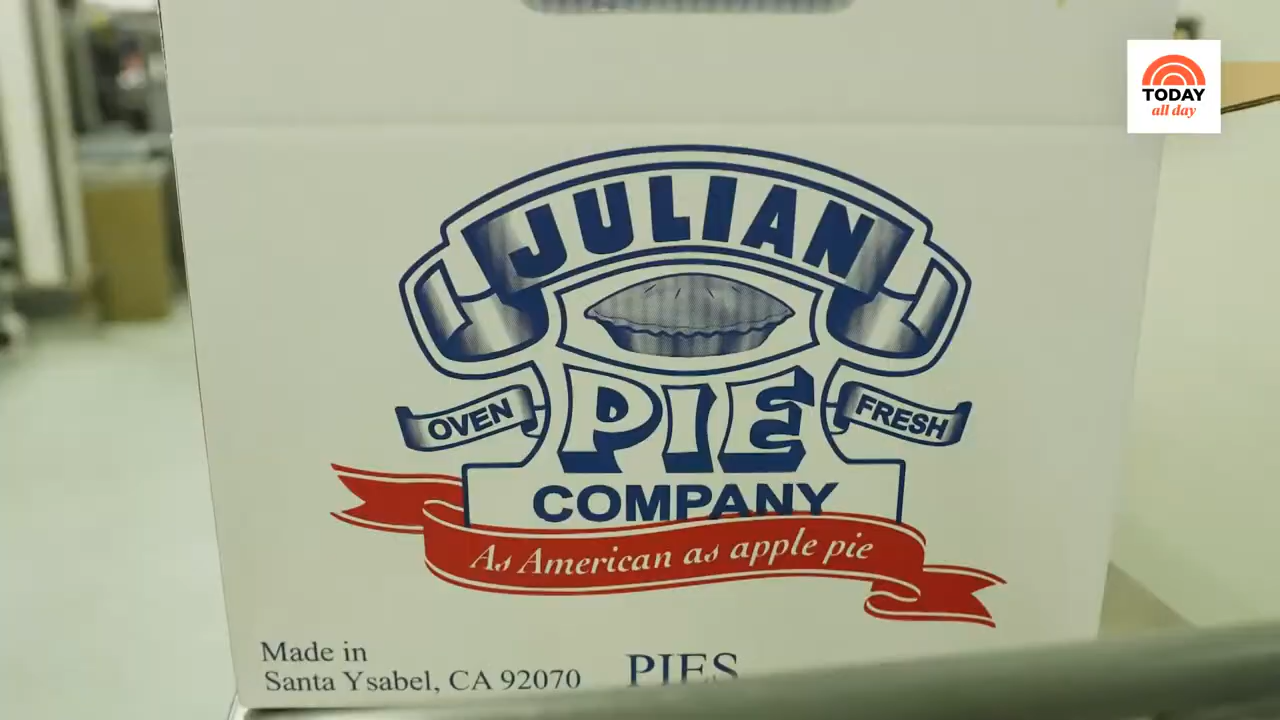 TODAY
all day
JULIAN
PIE
OVEN
FRESH
COMPANY
As American as apple pie
Made in
Santa Ysabel, CA 92070
PIES